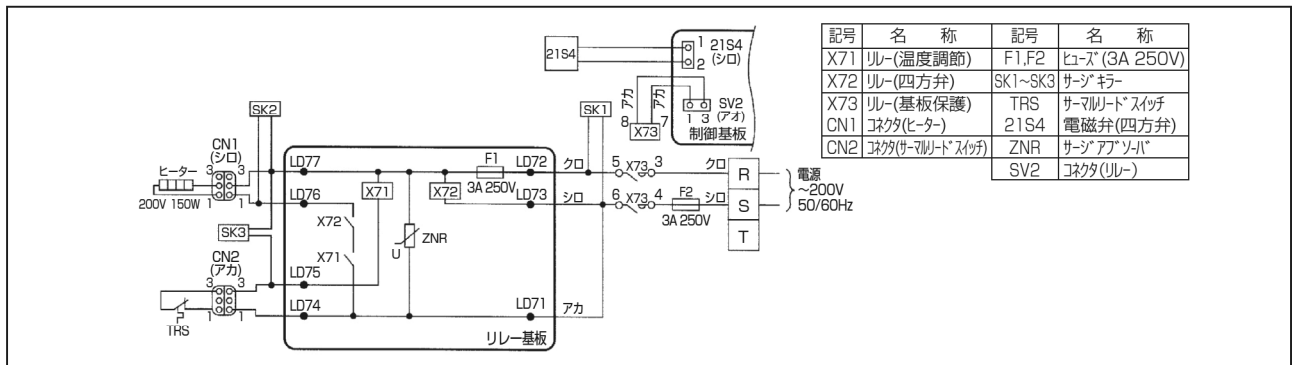 21S4
1 21S4
2 (シロ)
アカ
アカ
SV2
8 7 1 3 (アオ)
X73
制御基板
SK2
SK1
CN1
(シロ)
ヒーター
3 3
LD77
F1
LD72
クロ
5 X73 3
クロ
R
電源
LD76
X71
3A 250V
X72
LD73
シロ
6 X73 4
F2
シロ
S
～200V
200V 150W
1 1
3A 250V
50/60Hz
X72
ZNR
T
SK3
U
CN2
(アカ)
X71
3 3
LD75
LD74
LD71
アカ
1 1
TRS
リレー基板
記号 名 称 記号 名 称
X71 リレー(温度調節) F1,F2 ヒューズ(3A 250V)
X72 リレー(四方弁) SK1~SK3 サージキラー
X73 リレー(基板保護) TRS サーマルリードスイッチ
CN1 コネクタ(ヒーター) 21S4 電磁弁(四方弁)
CN2 コネクタ(サーマルリードスイッチ) ZNR サージアブソーバ
SV2 コネクタ(リレー)